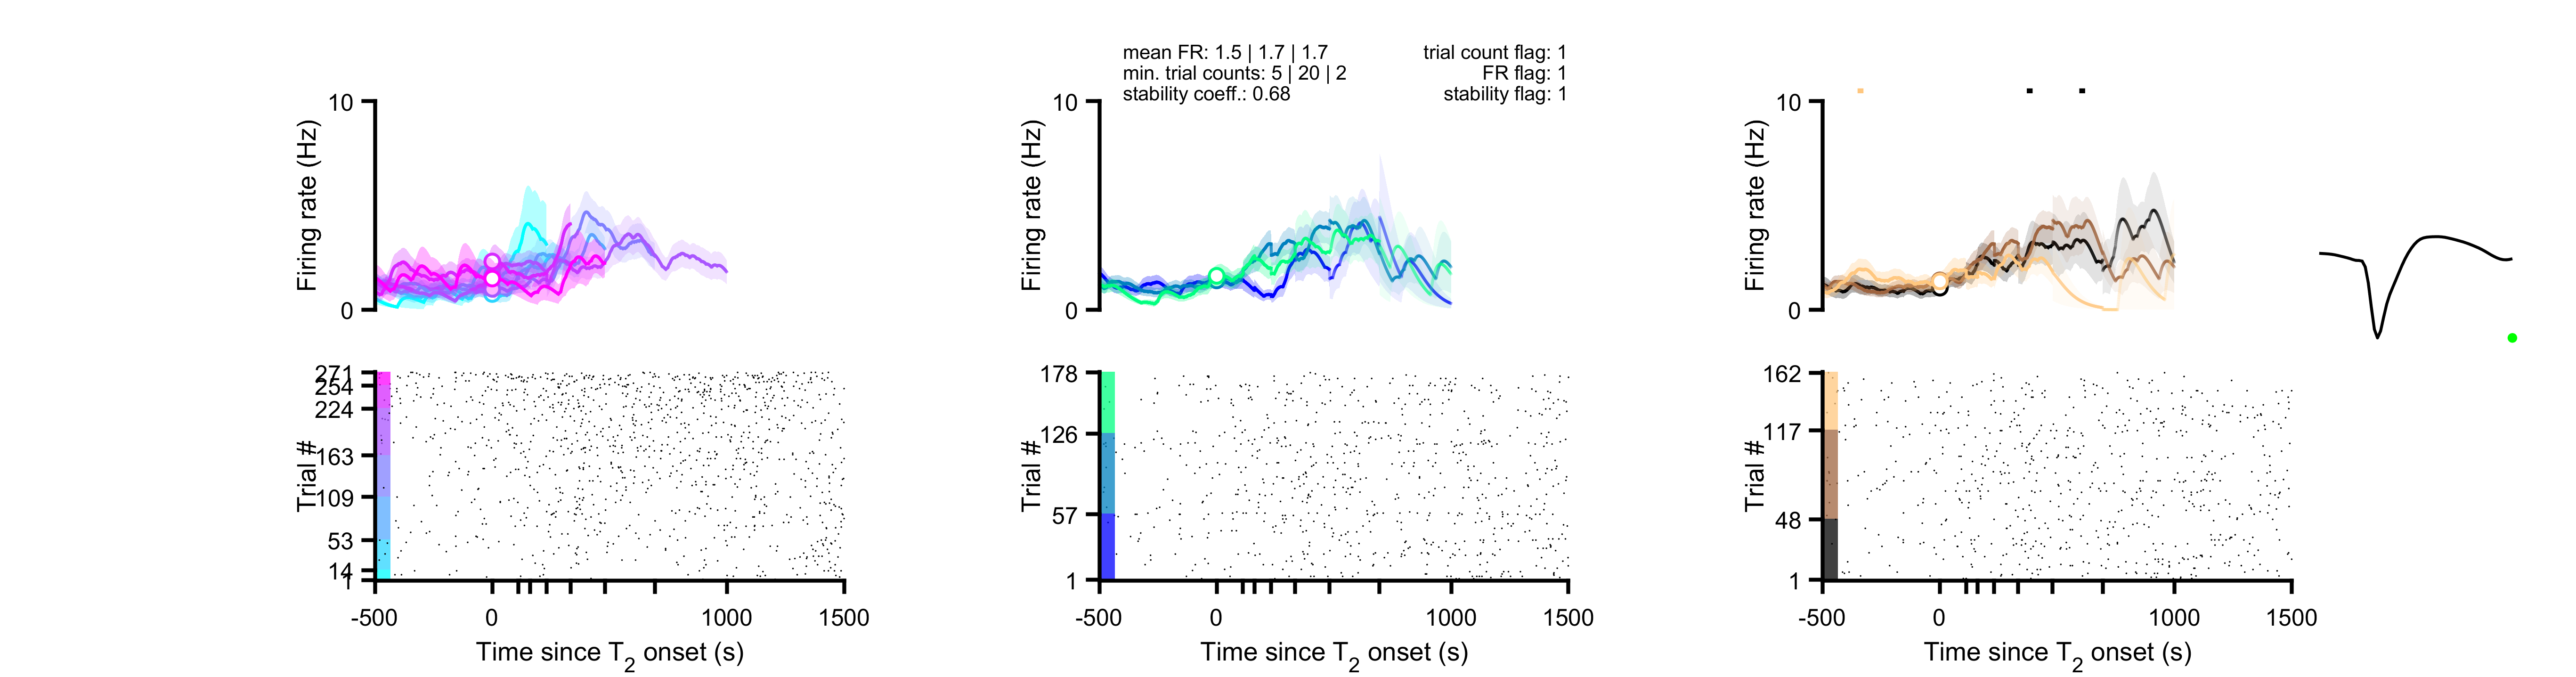 mean FR: 1.5 | 1.7 | 1.7
min. trial counts: 5 | 20 | 2
stability coeff.: 0.68
trial count flag: 1
FR flag: 1
stability flag: 1
10
Firing rate (Hz)
0
10
Firing rate (Hz)
0
10
Firing rate (Hz)
0
271
254
224
163
109
53
14
1
Trial #
-500 0 1000 1500
Time since T2 onset (s)
178
126
57
1
Trial #
-500 0 1000 1500
Time since T2 onset (s)
162
117
48
1
Trial #
-500 0 1000 1500
Time since T2 onset (s)